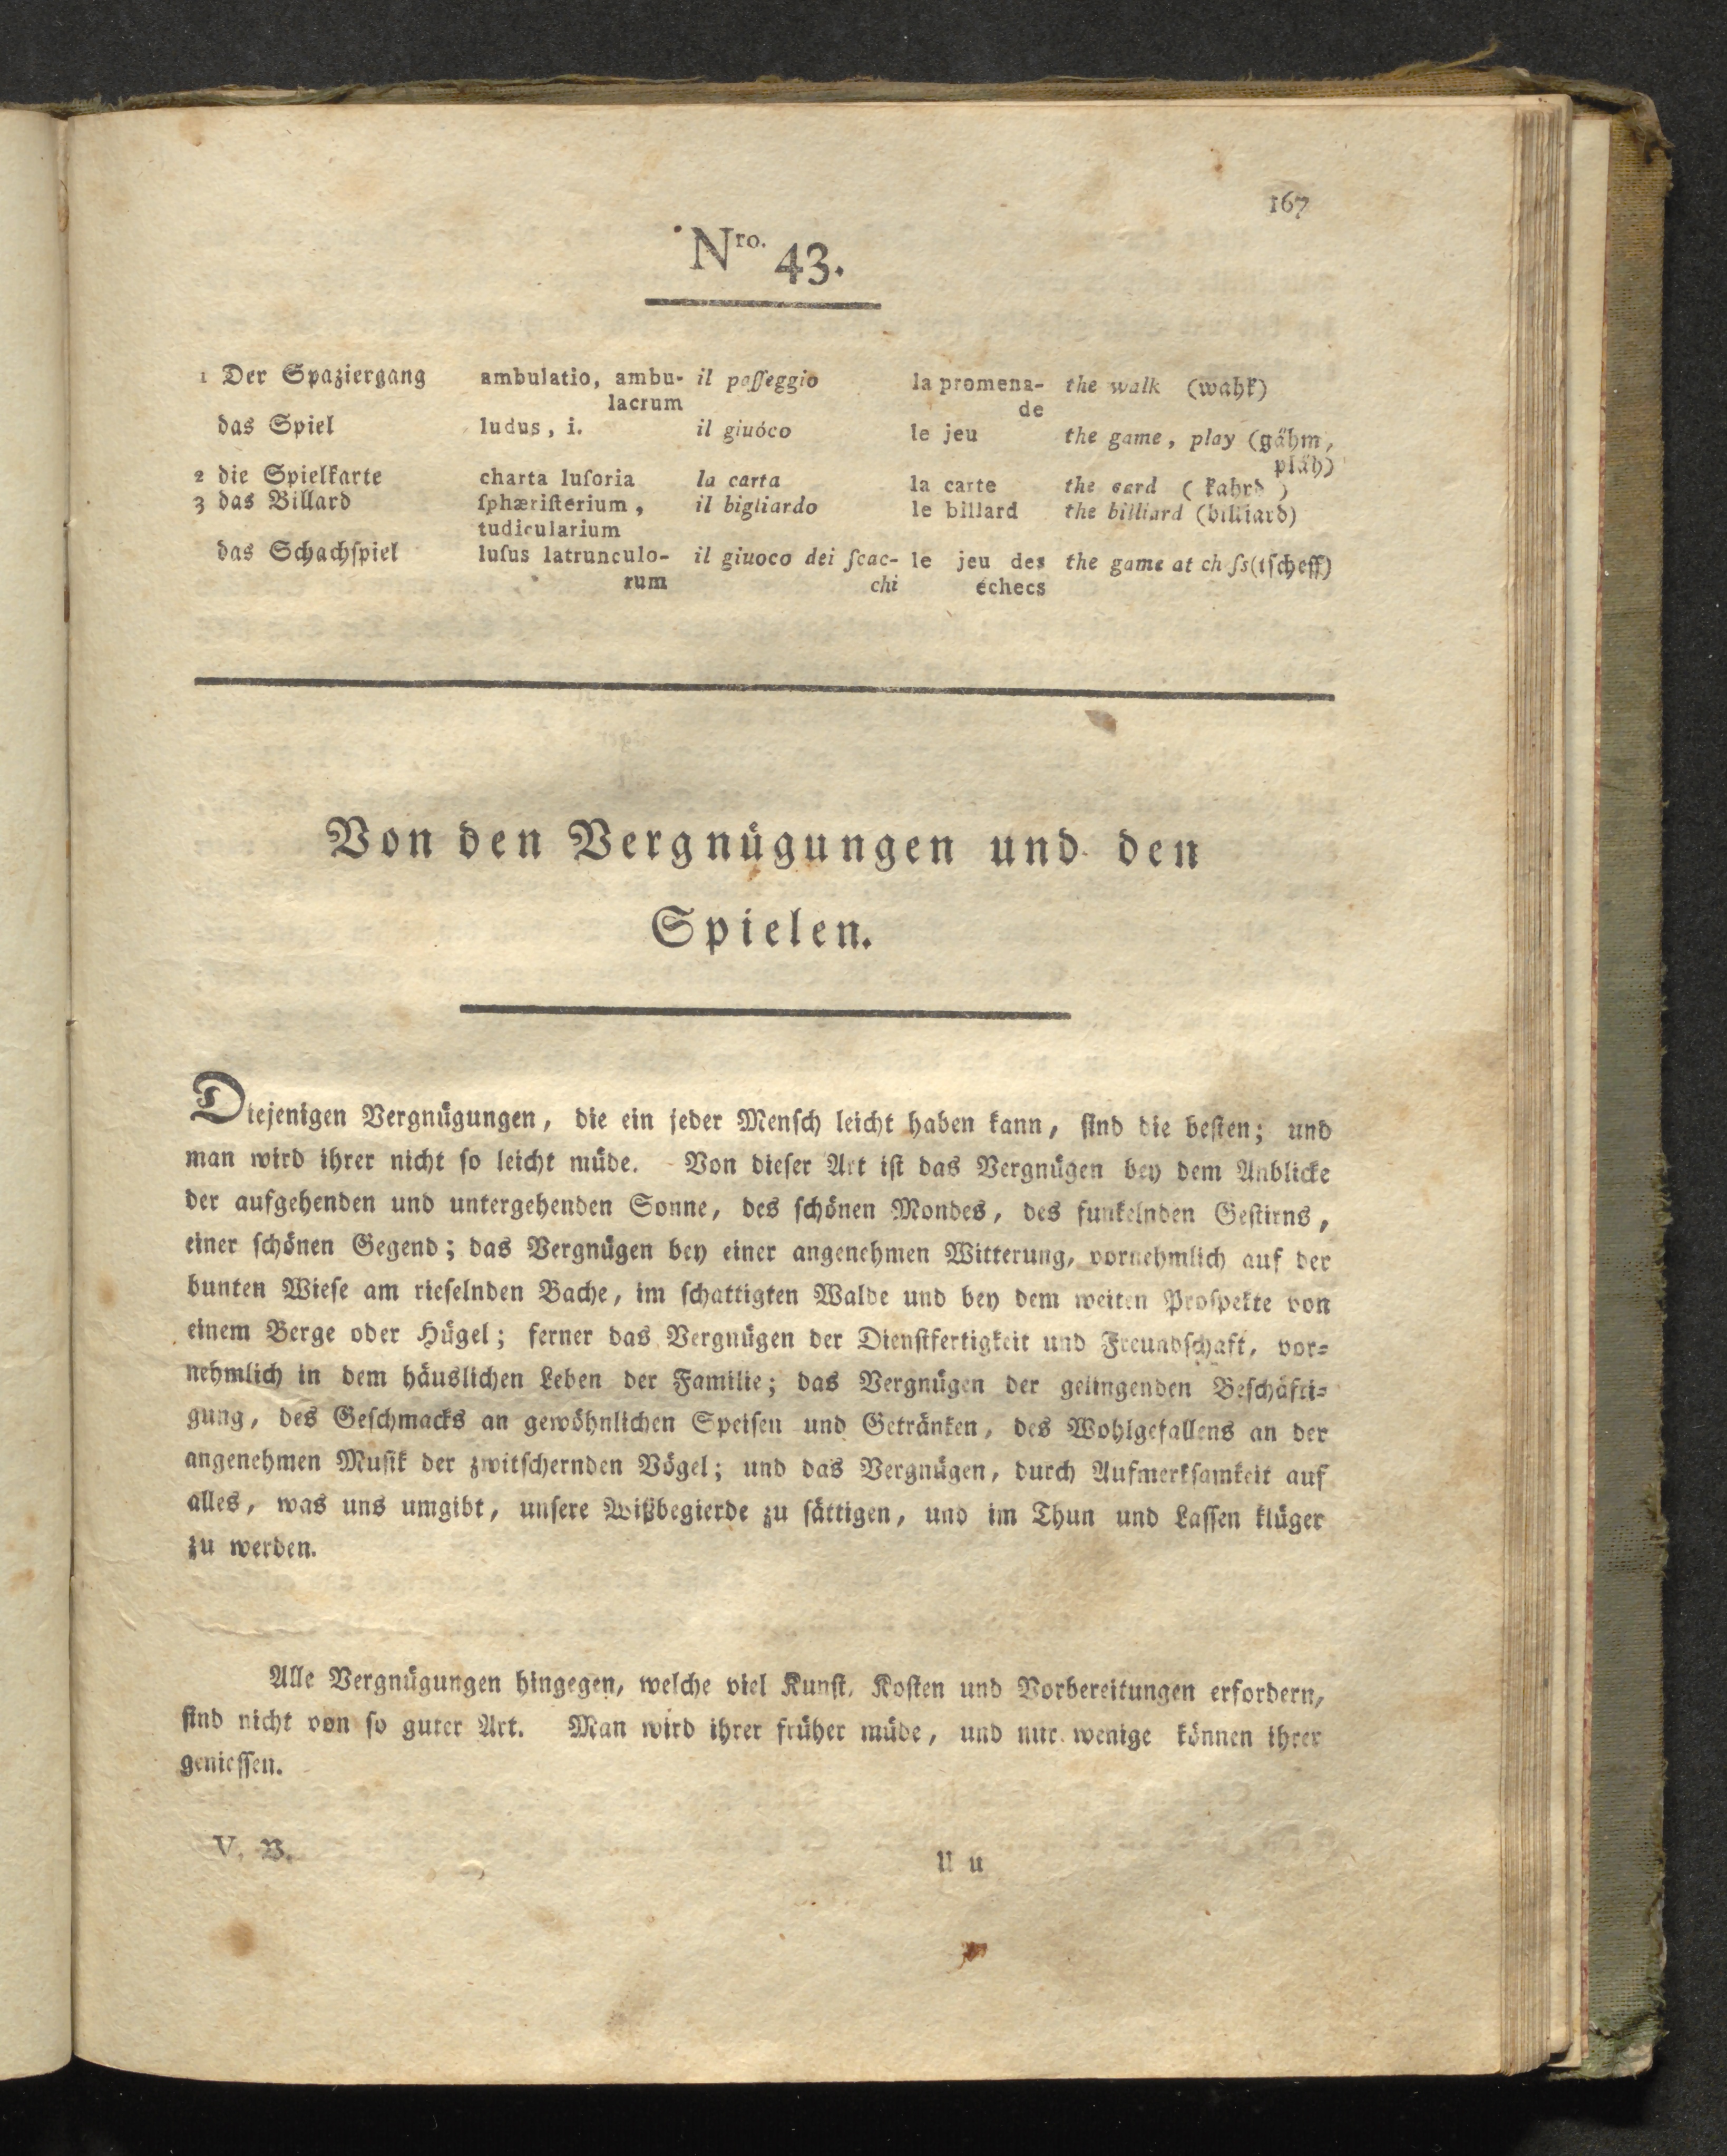 167
Nro. 43.
1 Der Spaziergang ambulatio, ambu- il paſſeggio la promena- the walk (wahk)
lacrum de
das Spiel ludus, i. il giuóco le jeu the game, play (gähm,
pläh)
2 die Spielkarte charta luſoria la carta la carte the card (kahrd)
3 das Billard ſphæriſterium, il bigliardo le billard the billiard (billiard)
tudicularium
das Schachſpiel luſus latrunculo- il giuoco dei ſcac- le jeu des the game at ch ſs(tſcheſſ)
rum chi échecs
Von den Vergnügungen und den
Spielen.
Diejenigen Vergnügungen, die ein jeder Menſch leicht haben kann, ſind die beſten; und
man wird ihrer nicht ſo leicht müde. Von dieſer Art iſt das Vergnügen bey dem Anblicke
der aufgehenden und untergehenden Sonne, des ſchönen Mondes, des funkelnden Geſtirns,
einer ſchönen Gegend; das Vergnügen bey einer angenehmen Witterung, vornehmlich auf der
bunten Wieſe am rieſelnden Bache, im ſchattigten Walde und bey dem weiten Proſpekte von
einem Berge oder Hügel; ferner das Vergnügen der Dienſtfertigkeit und Freundſchaft, vor=
nehmlich in dem häuslichen Leben der Familie; das Vergnügen der gelingenden Beſchäfti=
gung, des Geſchmacks an gewöhnlichen Speiſen und Getränken, des Wohlgefallens an der
angenehmen Muſik der zwitſchernden Vögel; und das Vergnügen, durch Aufmerkſamkeit auf
alles, was uns umgibt, unſere Wißbegierde zu ſättigen, und im Thun und Laſſen klüger
zu werden.
Alle Vergnügungen hingegen, welche viel Kunſt, Koſten und Vorbereitungen erfordern,
ſind nicht von ſo guter Art. Man wird ihrer früher müde, und nur wenige können ihrer
genieſſen.
V. B. U u